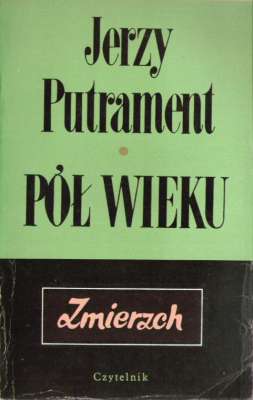 Jerzy
Putrament
PÓŁ WIEKU
Zmierzch
Czytelnik